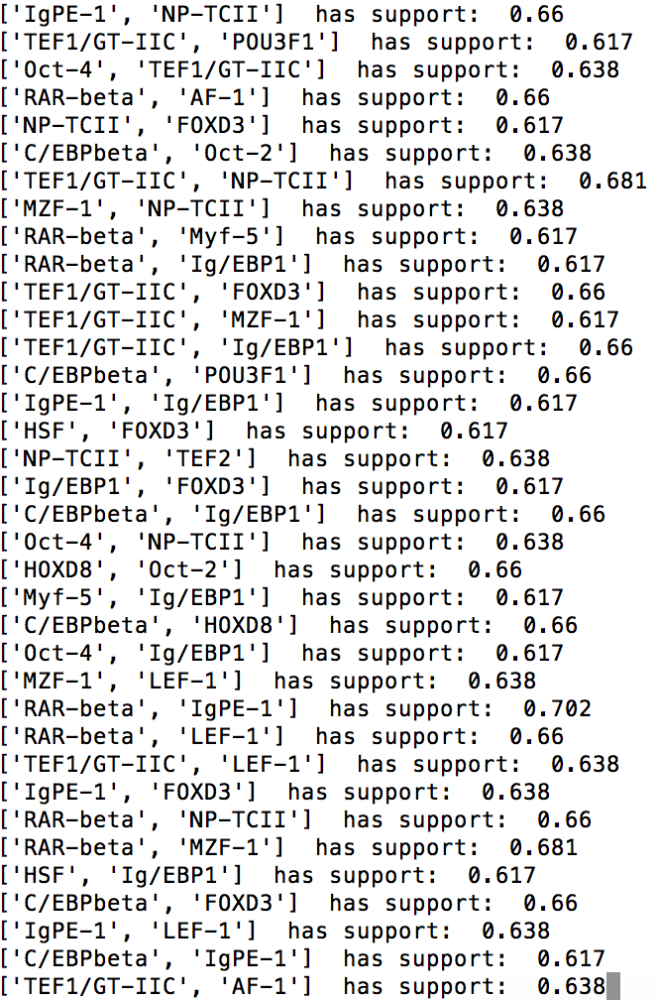 ['IgPE-1', 'NP-TCII']  has support:  0.66
['TEF1/GT-IIC', 'POU3F1']  has support:  0.617
['Oct-4', 'TEF1/GT-IIC']  has support:  0.638
['RAR-beta', 'AF-1']  has support:  0.66
['NP-TCII', 'FOXD3']  has support:  0.617
['C/EBPbeta', 'Oct-2']  has support:  0.638
['TEF1/GT-IIC', 'NP-TCII']  has support:  0.681
['MZF-1', 'NP-TCII']  has support:  0.638
['RAR-beta', 'Myf-5']  has support:  0.617
['RAR-beta', 'Ig/EBP1']  has support:  0.617
['TEF1/GT-IIC', 'FOXD3']  has support:  0.66
['TEF1/GT-IIC', 'MZF-1']  has support:  0.617
['TEF1/GT-IIC', 'Ig/EBP1']  has support:  0.66
['C/EBPbeta', 'POU3F1']  has support:  0.66
['IgPE-1', 'Ig/EBP1']  has support:  0.617
['HSF', 'FOXD3']  has support:  0.617
['NP-TCII', 'TEF2']  has support:  0.638
['Ig/EBP1', 'FOXD3']  has support:  0.617
['C/EBPbeta', 'Ig/EBP1']  has support:  0.66
['Oct-4', 'NP-TCII']  has support:  0.638
['HOXD8', 'Oct-2']  has support:  0.66
['Myf-5', 'Ig/EBP1']  has support:  0.617
['C/EBPbeta', 'HOXD8']  has support:  0.66
['Oct-4', 'Ig/EBP1']  has support:  0.617
['MZF-1', 'LEF-1']  has support:  0.638
['RAR-beta', 'IgPE-1']  has support:  0.702
['RAR-beta', 'LEF-1']  has support:  0.66
['TEF1/GT-IIC', 'LEF-1']  has support:  0.638
['IgPE-1', 'FOXD3']  has support:  0.638
['RAR-beta', 'NP-TCII']  has support:  0.66
['RAR-beta', 'MZF-1']  has support:  0.681
['HSF', 'Ig/EBP1']  has support:  0.617
['C/EBPbeta', 'FOXD3']  has support:  0.66
['IgPE-1', 'LEF-1']  has support:  0.638
['C/EBPbeta', 'IgPE-1']  has support:  0.617
['TEF1/GT-IIC', 'AF-1']  has support:  0.638